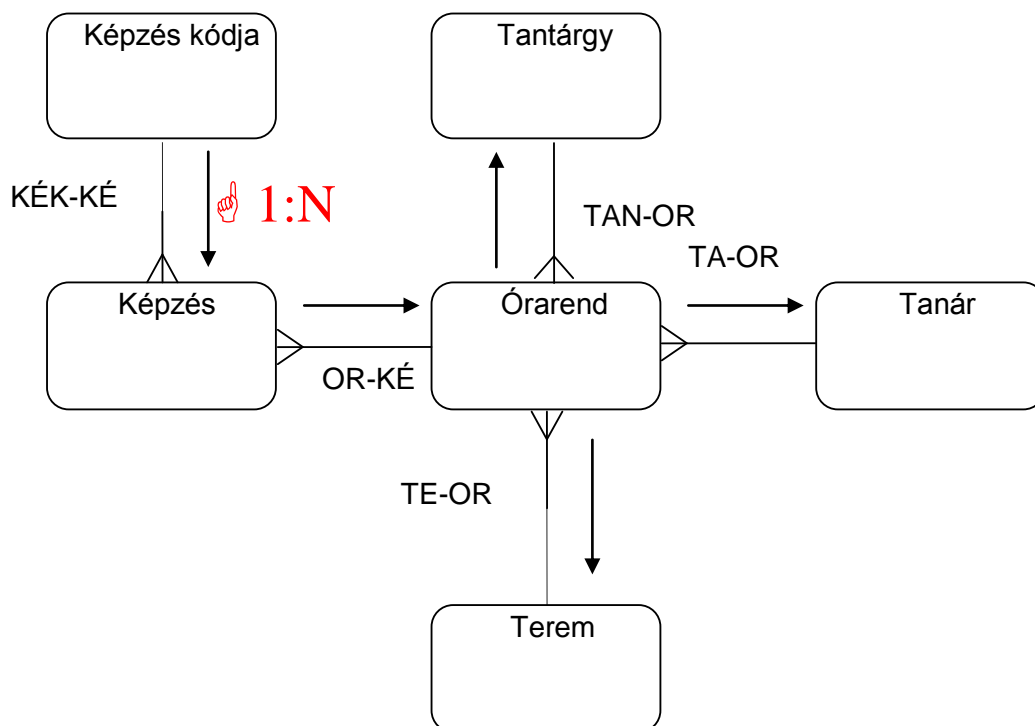 Képzés kódja
Tantárgy
KÉK-KÉ
☝ 1:N
TAN-OR
TA-OR
Képzés
Órarend
Tanár
OR-KÉ
TE-OR
Terem